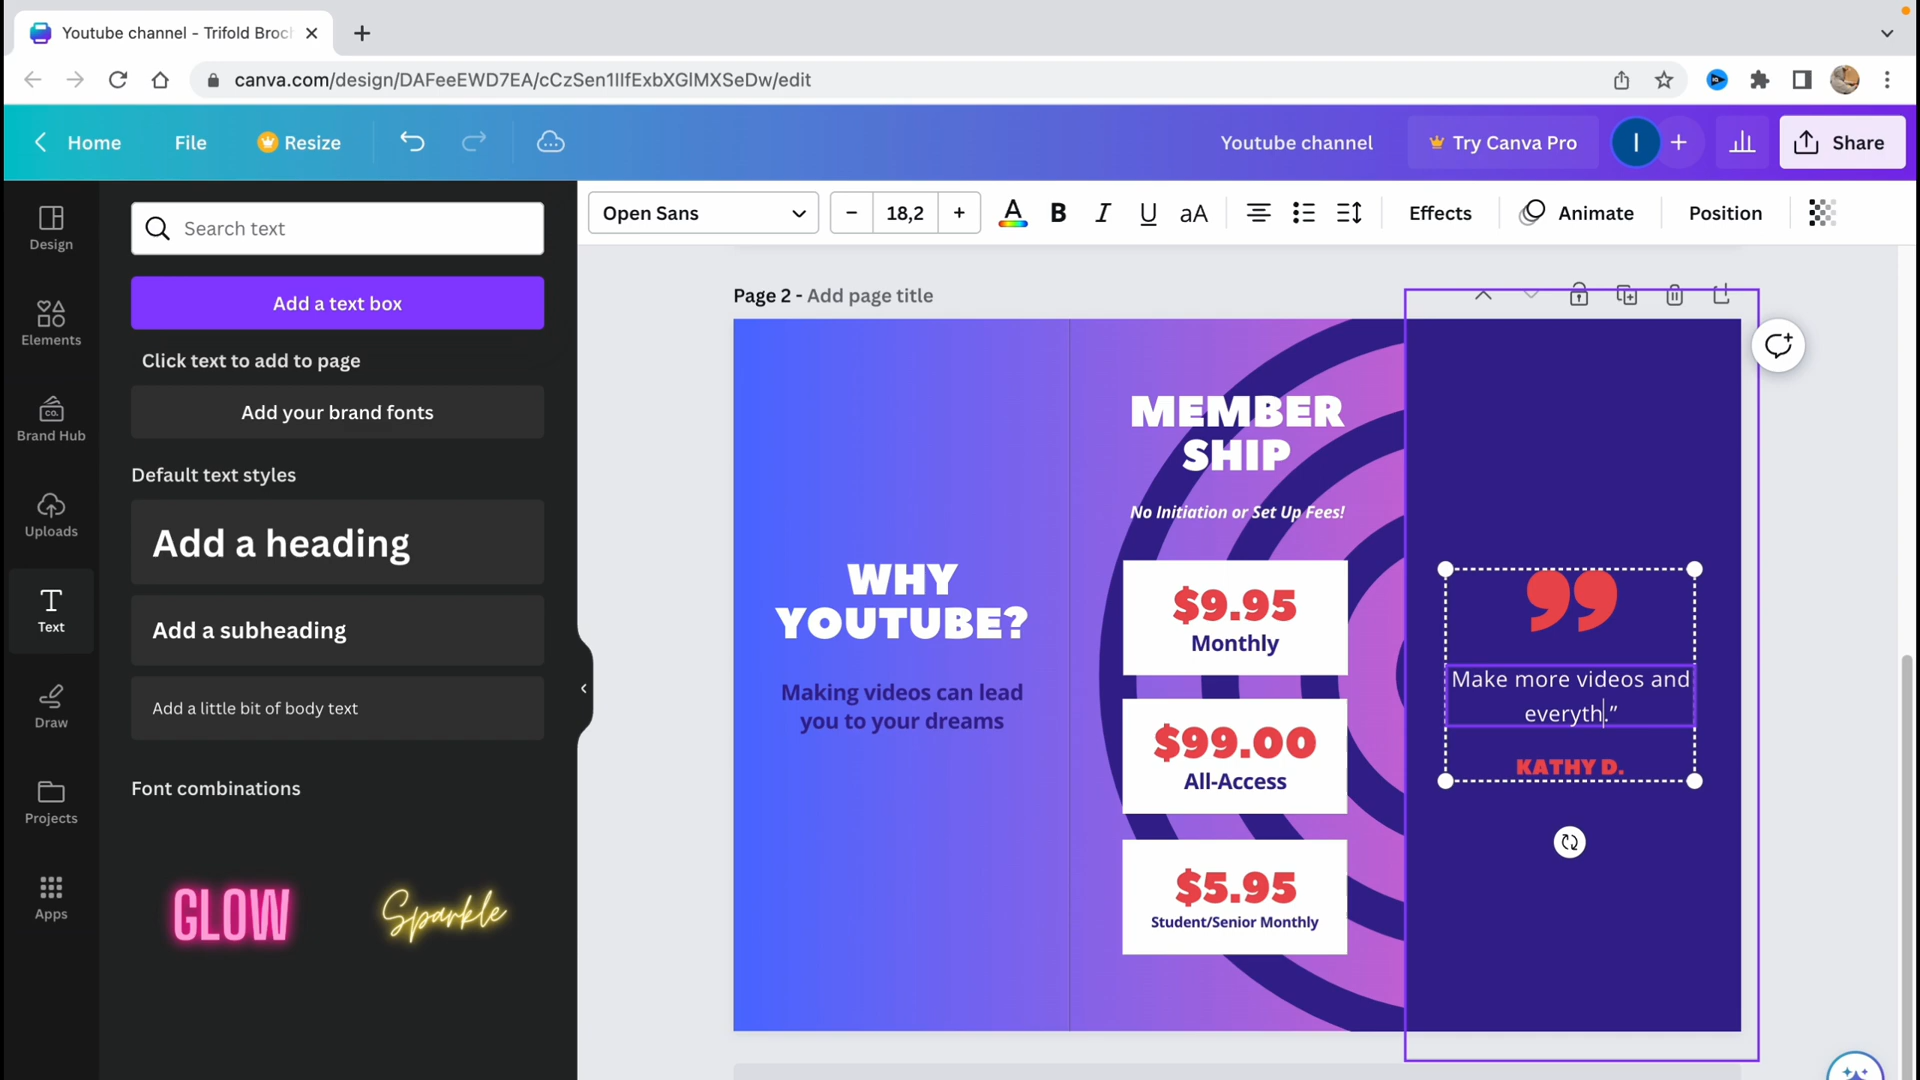 Youtube channel - Trifold Broc
canva.com/design/DAFeeEWD7EA/cCzSen1IIfExbXGlMXSeDw/edit
Home
File
Resize
Youtube channel
Try Canva Pro
I
Share
Design
Elements
Brand Hub
Uploads
Text
Draw
Projects
Apps
Search text
Add a text box
Click text to add to page
Add your brand fonts
Default text styles
Add a heading
Add a subheading
Add a little bit of body text
Font combinations
GLOW
Sparkle
Open Sans
18,2
B
I
U
aA
Effects
Animate
Position
Page 2 - Add page title
WHY
YOUTUBE?
Making videos can lead
you to your dreams
MEMBER
SHIP
No Initiation or Set Up Fees!
$9.95
Monthly
$99.00
All-Access
$5.95
Student/Senior Monthly
”
Make more videos and
everyth.”
KATHY D.